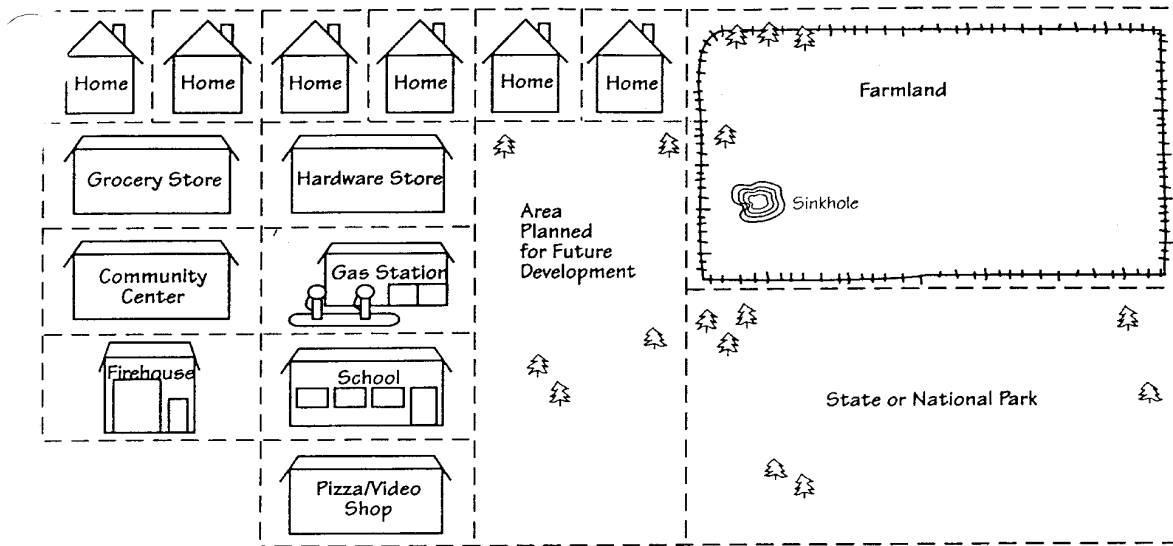 Home
Home
Home
Home
Home
Home
Farmland
Grocery Store
Hardware Store
Sinkhole
Area
Planned
for Future
Development
Community
Center
Gas Station
Firehouse
School
State or National Park
Pizza/Video
Shop